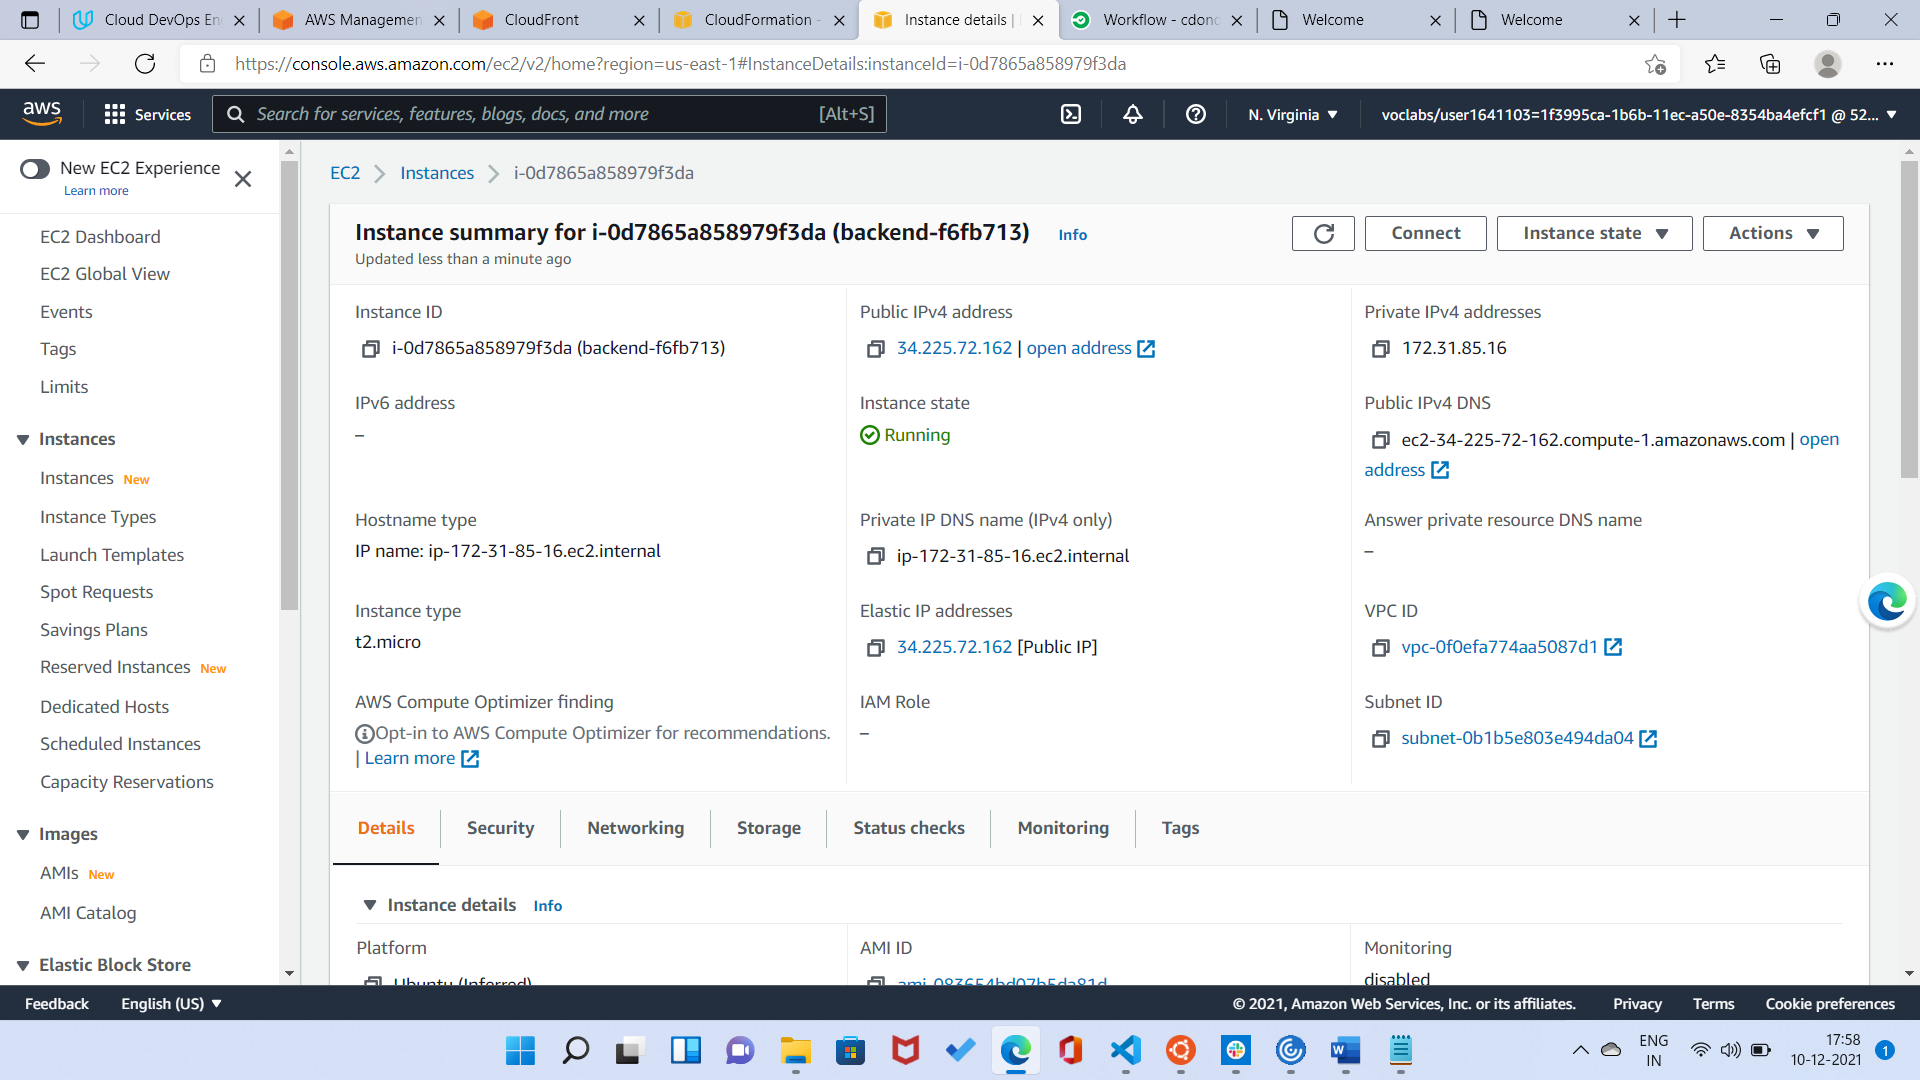 Cloud DevOps En
AWS Managemen
CloudFront
CloudFormation -
Instance details |
Workflow - cdond
Welcome
Welcome
https://console.aws.amazon.com/ec2/v2/home?region=us-east-1#InstanceDetails:instanceId=i-0d7865a858979f3da
aws
Services
Search for services, features, blogs, docs, and more
[Alt+S]
N. Virginia
voclabs/user1641103=1f3995ca-1b6b-11ec-a50e-8354ba4efcf1 @ 52...
New EC2 Experience
Learn more
EC2 Dashboard
EC2 Global View
Events
Tags
Limits
Instances
Instances New
Instance Types
Launch Templates
Spot Requests
Savings Plans
Reserved Instances New
Dedicated Hosts
Scheduled Instances
Capacity Reservations
Images
AMIs New
AMI Catalog
Elastic Block Store
EC2 > Instances > i-0d7865a858979f3da
Instance summary for i-0d7865a858979f3da (backend-f6fb713) Info
Updated less than a minute ago
Connect
Instance state
Actions
Instance ID
i-0d7865a858979f3da (backend-f6fb713)
Public IPv4 address
34.225.72.162 | open address
Private IPv4 addresses
172.31.85.16
IPv6 address
–
Instance state
Running
Public IPv4 DNS
ec2-34-225-72-162.compute-1.amazonaws.com | open
address
Hostname type
IP name: ip-172-31-85-16.ec2.internal
Private IP DNS name (IPv4 only)
ip-172-31-85-16.ec2.internal
Answer private resource DNS name
–
Instance type
t2.micro
Elastic IP addresses
34.225.72.162 [Public IP]
VPC ID
vpc-0f0efa774aa5087d1
AWS Compute Optimizer finding
Opt-in to AWS Compute Optimizer for recommendations.
| Learn more
IAM Role
–
Subnet ID
subnet-0b1b5e803e494da04
Details
Security
Networking
Storage
Status checks
Monitoring
Tags
Instance details Info
Platform
Ubuntu (Inferred)
AMI ID
ami-083654bd07b5da81d
Monitoring
disabled
Feedback
English (US)
© 2021, Amazon Web Services, Inc. or its affiliates.
Privacy
Terms
Cookie preferences
ENG
IN
17:58
10-12-2021
1